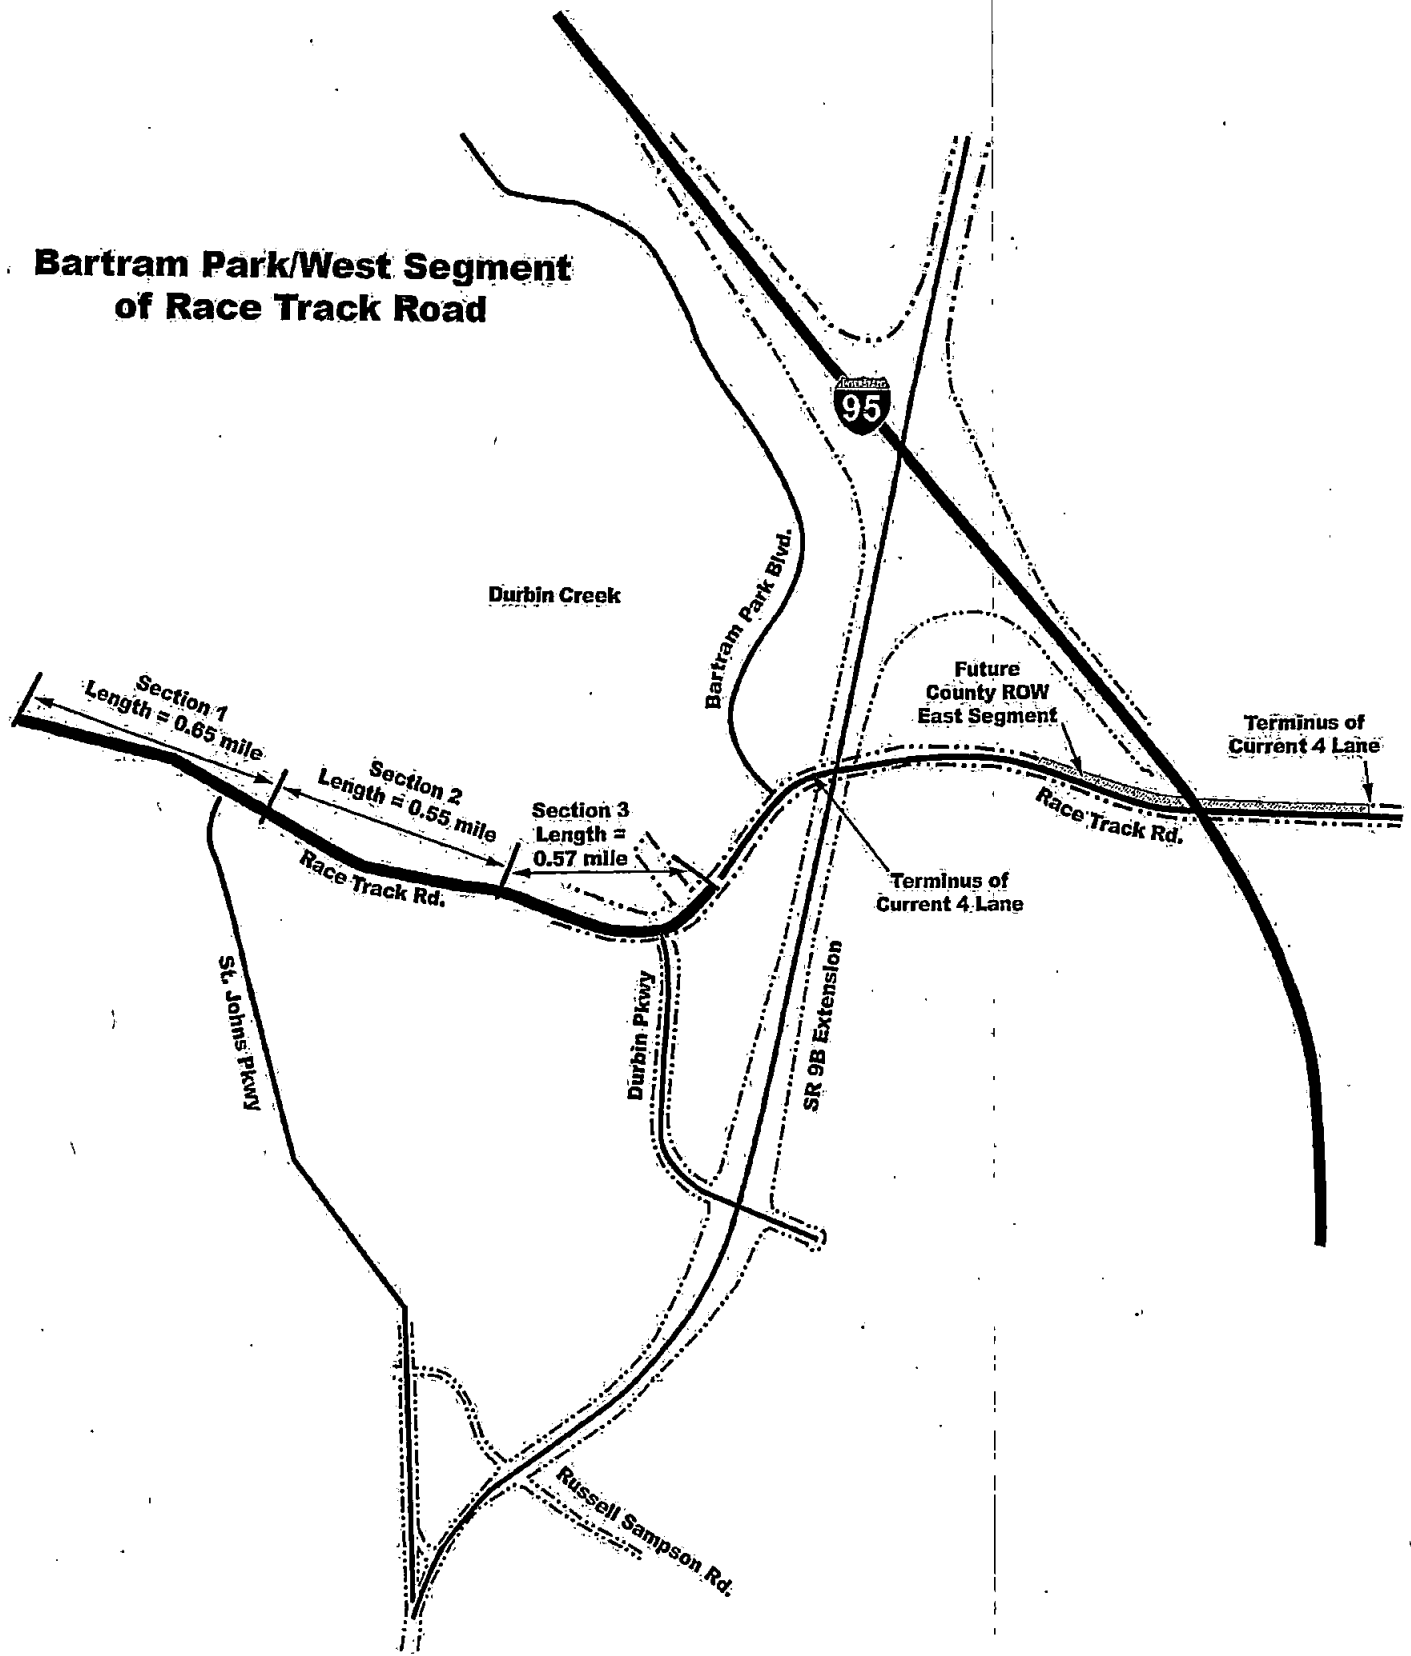 Bartram Park/West Segment
of Race Track Road
INTERSTATE
95
Bartram Park Blvd.
Durbin Creek
Future
County ROW
East Segment
Terminus of
Current 4 Lane
Section 1
Length = 0.65 mile
Section 2
Length = 0.55 mile
Section 3
Length =
0.57 mile
Race Track Rd.
Race Track Rd.
Terminus of
Current 4 Lane
St. Johns Pkwy
Durbin Pkwy
SR 9B Extension
Russell Sampson Rd.